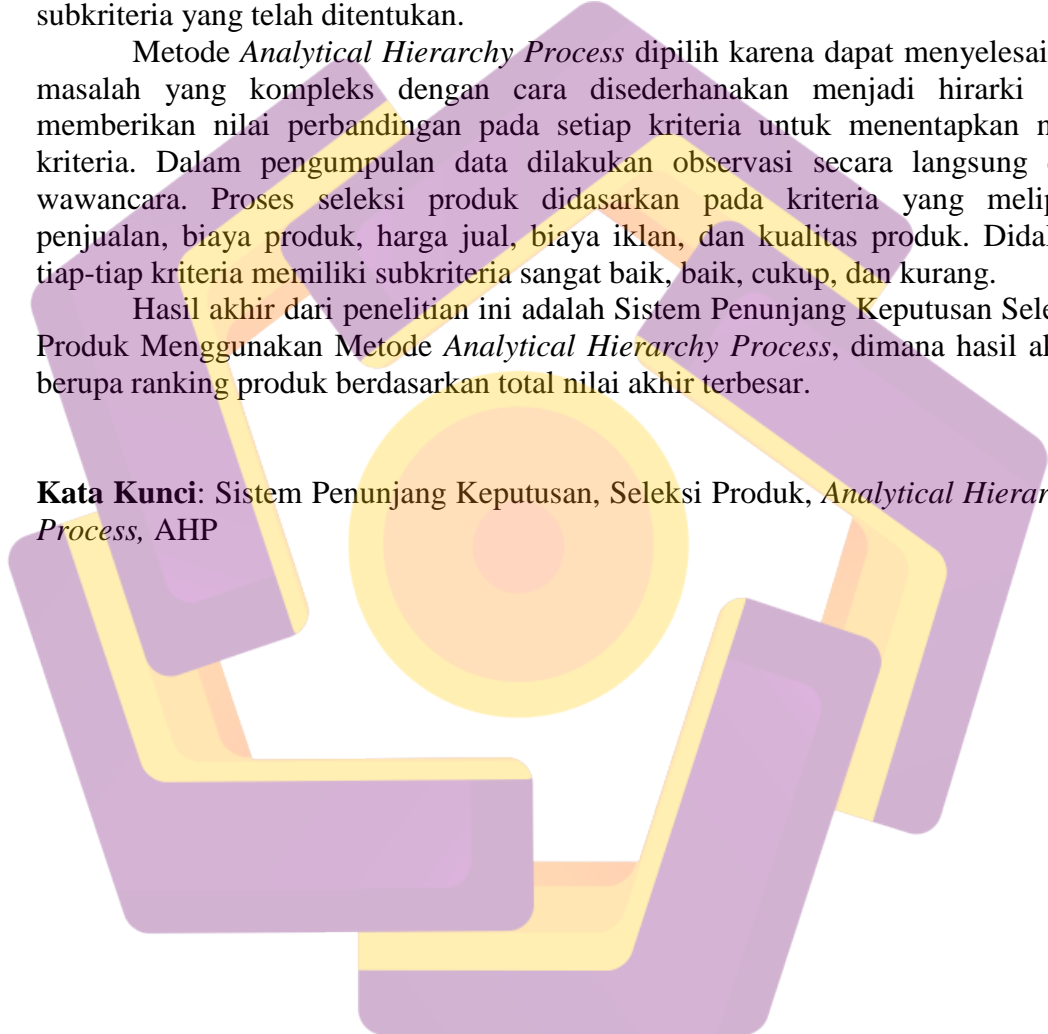 subkriteria yang telah ditentukan.
Metode Analytical Hierarchy Process dipilih karena dapat menyelesai
masalah yang kompleks dengan cara disederhanakan menjadi hirarki
memberikan nilai perbandingan pada setiap kriteria untuk menentapkan
kriteria. Dalam pengumpulan data dilakukan observasi secara langsung
wawancara. Proses seleksi produk didasarkan pada kriteria yang melip
penjualan, biaya produk, harga jual, biaya iklan, dan kualitas produk. Didal
tiap-tiap kriteria memiliki subkriteria sangat baik, baik, cukup, dan kurang.
Hasil akhir dari penelitian ini adalah Sistem Penunjang Keputusan Sele
Produk Menggunakan Metode Analytical Hierarchy Process, dimana hasil ak
berupa ranking produk berdasarkan total nilai akhir terbesar.
Kata Kunci: Sistem Penunjang Keputusan, Seleksi Produk, Analytical Hierar
Process, AHP